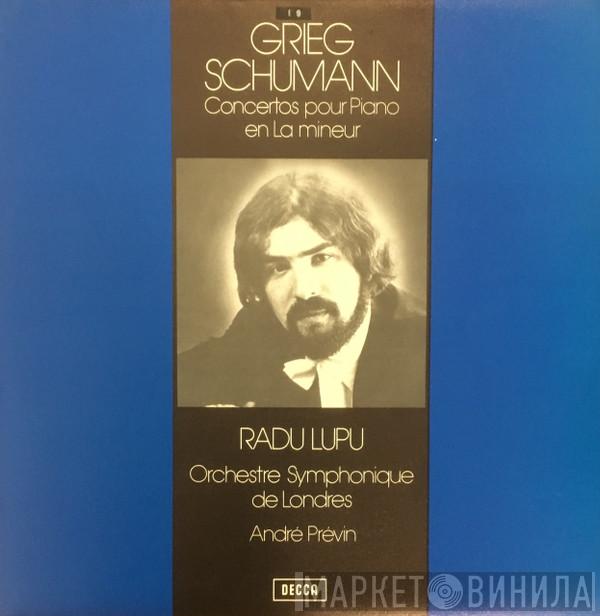 19
GRIEG
SCHUMANN
Concertos pour Piano
en La mineur
RADU LUPU
Orchestre Symphonique
de Londres
André Prévin
DECCA
МАРКЕТ ВИНИЛА